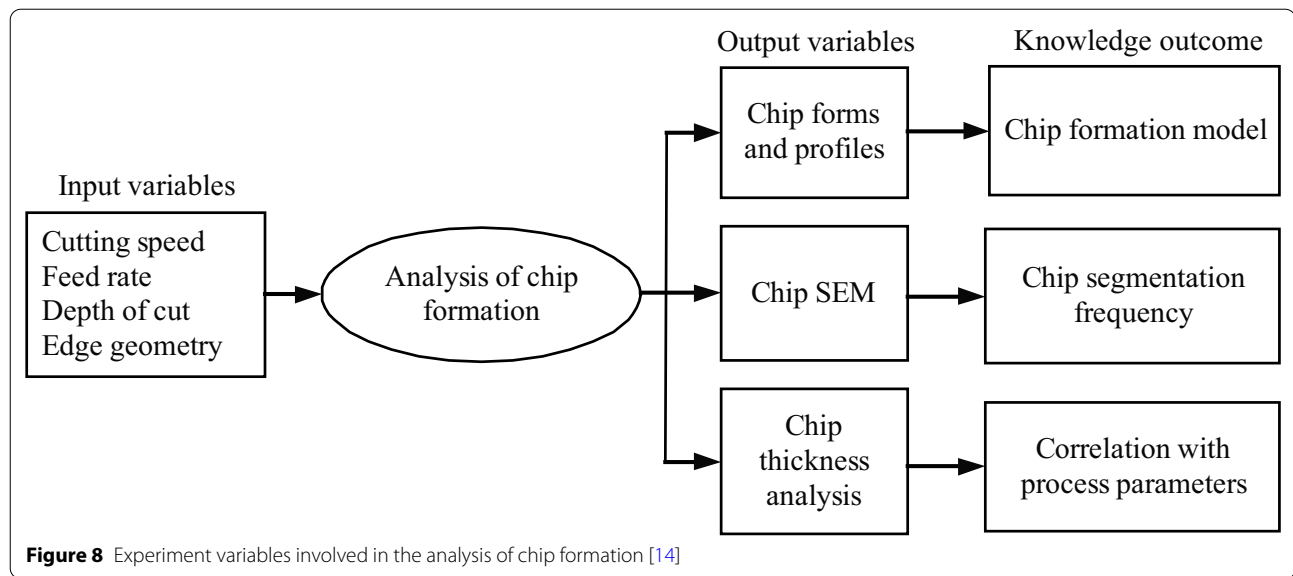 Output variables
Knowledge outcome
Chip forms
and profiles
Chip formation model
Input variables
Cutting speed
Feed rate
Depth of cut
Edge geometry
Analysis of chip
formation
Chip SEM
Chip segmentation
frequency
Chip
thickness
analysis
Correlation with
process parameters
Figure 8 Experiment variables involved in the analysis of chip formation [14]